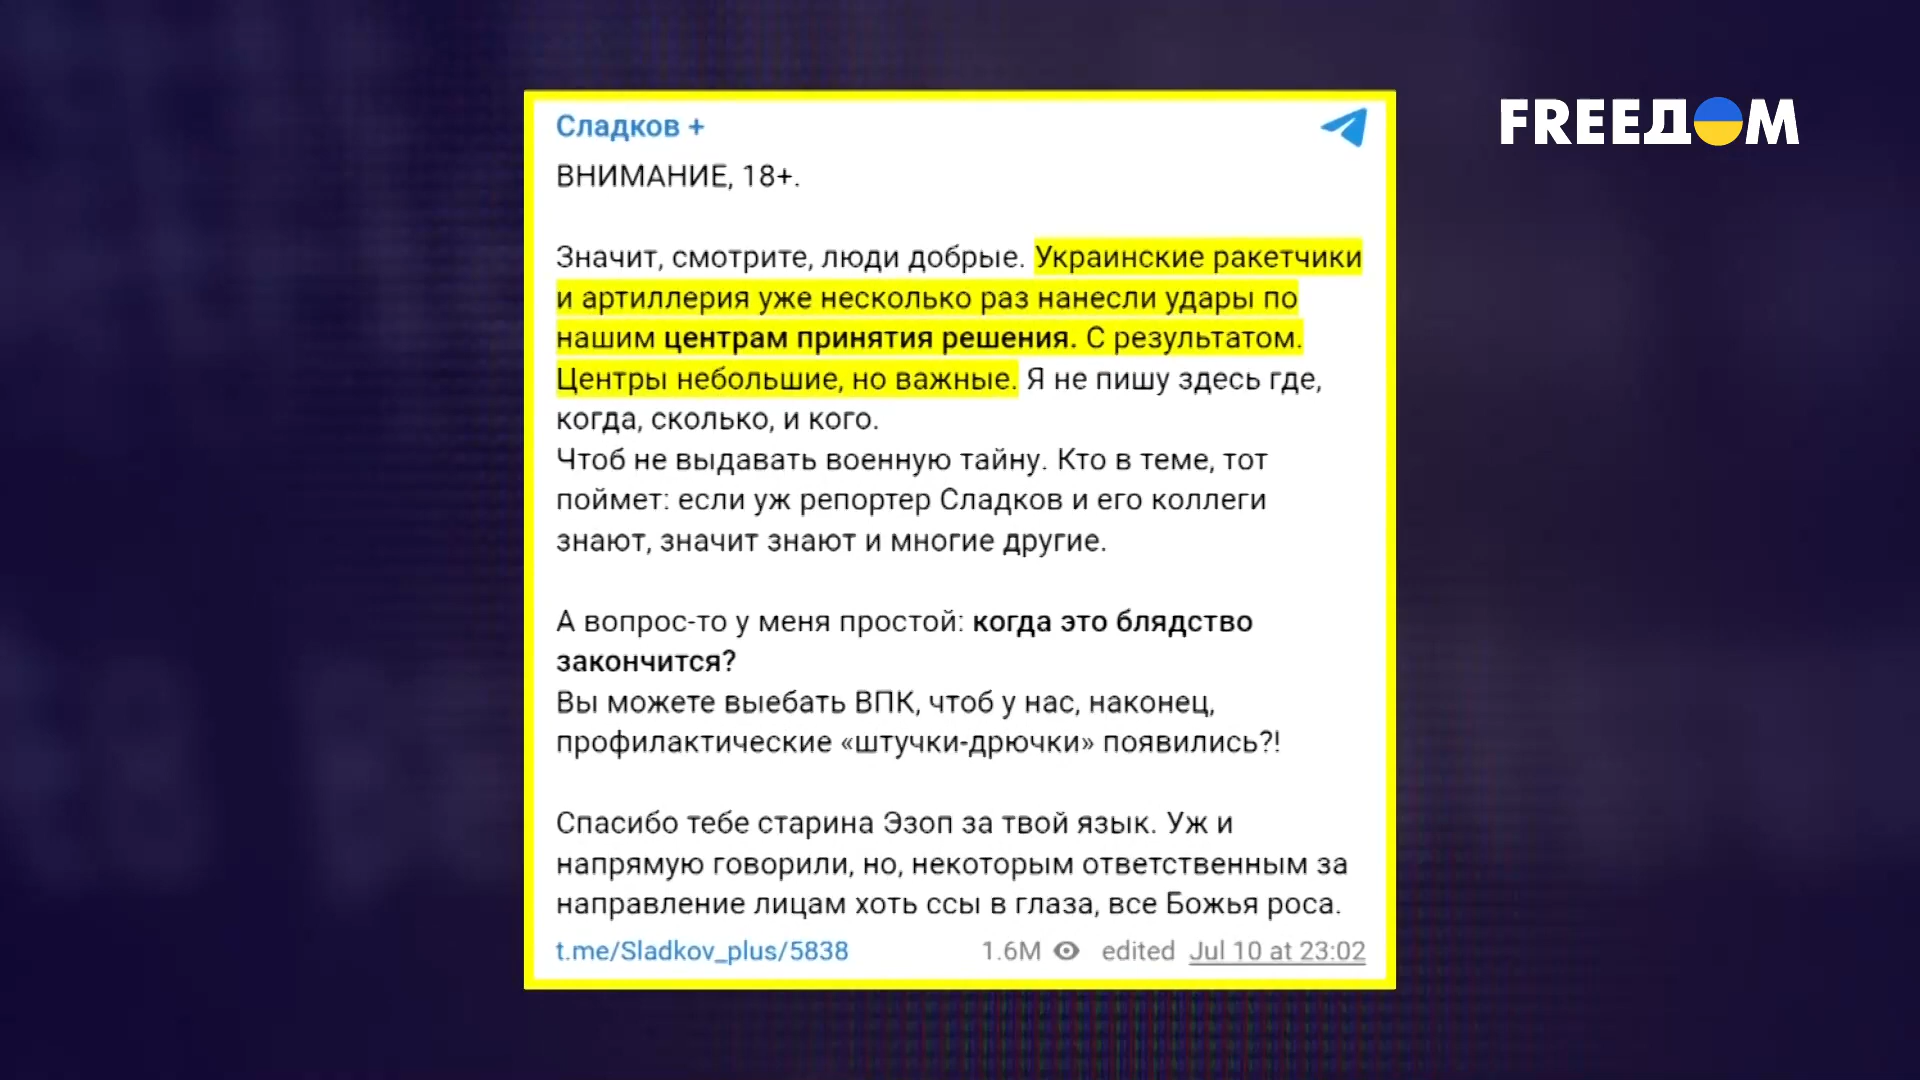 FREEДOM
Сладков +
ВНИМАНИЕ, 18+.
Значит, смотрите, люди добрые. Украинские ракетчики
и артиллерия уже несколько раз нанесли удары по
нашим центрам принятия решения. С результатом.
Центры небольшие, но важные. Я не пишу здесь где,
когда, сколько, и кого.
Чтоб не выдавать военную тайну. Кто в теме, тот
поймет: если уж репортер Сладков и его коллеги
знают, значит знают и многие другие.
А вопрос-то у меня простой: когда это блядство
закончится?
Вы можете выебать ВПК, чтоб у нас, наконец,
профилактические «штучки-дрючки» появились?!
Спасибо тебе старина Эзоп за твой язык. Уж и
напрямую говорили, но, некоторым ответственным за
направление лицам хоть ссы в глаза, все Божья роса.
t.me/Sladkov_plus/5838 1.6M edited Jul 10 at 23:02